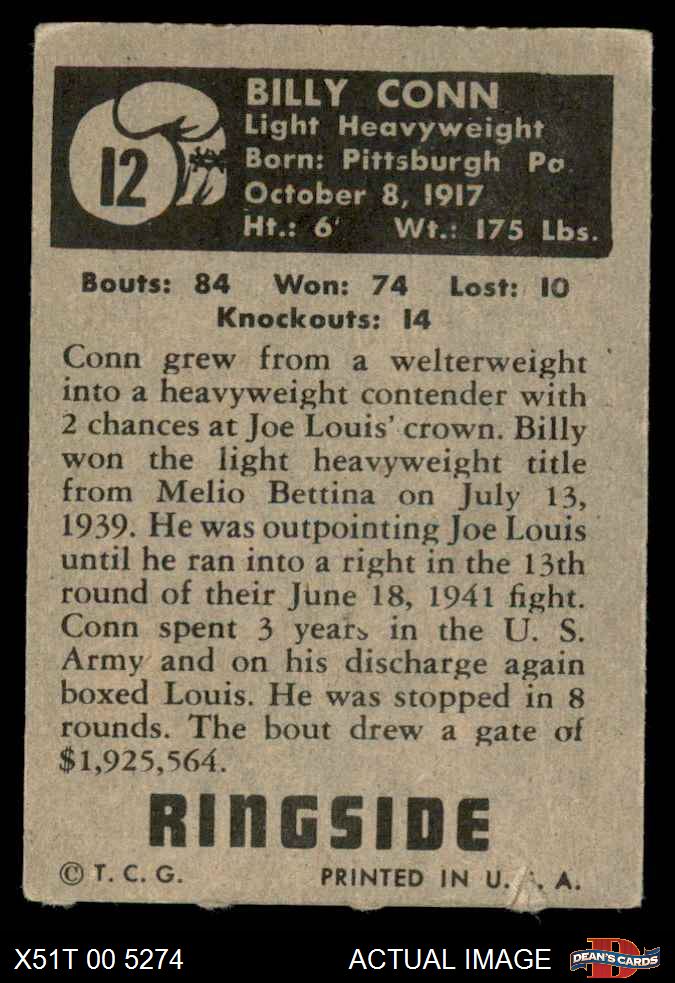 12
BILLY CONN
Light Heavyweight
Born: Pittsburgh Pa
October 8, 1917
Ht.: 6' Wt.: 175 Lbs.
Bouts: 84 Won: 74 Lost: 10
Knockouts: 14
Conn grew from a welterweight
into a heavyweight contender with
2 chances at Joe Louis' crown. Billy
won the light heavyweight title
from Melio Bettina on July 13,
1939. He was outpointing Joe Louis
until he ran into a right in the 13th
round of their June 18, 1941 fight.
Conn spent 3 years in the U. S.
Army and on his discharge again
boxed Louis. He was stopped in 8
rounds. The bout drew a gate of
$1,925,564.
RINGSIDE
© T. C. G. PRINTED IN U. . A.
X51T 00 5274 ACTUAL IMAGE D DEAN'S CARDS